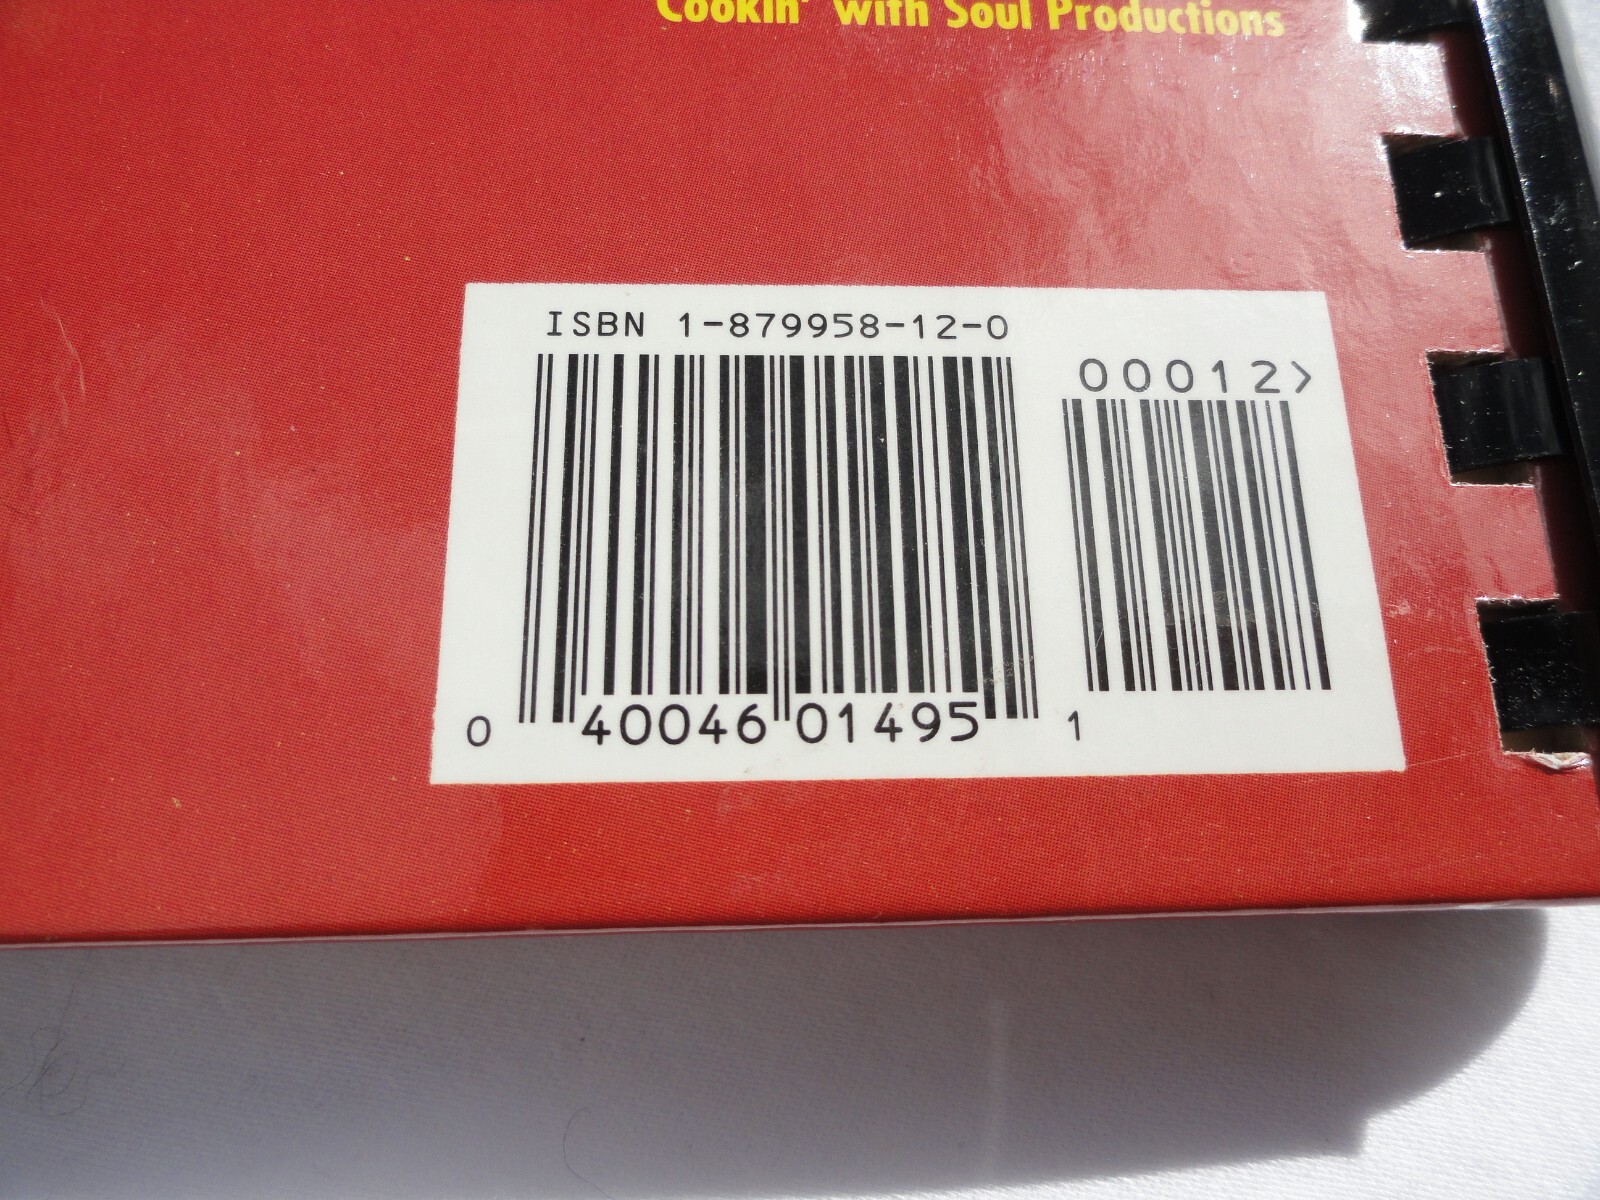 Cookin' with Soul Productions
ISBN 1-879958-12-0
00012>
0 40046 01495 1